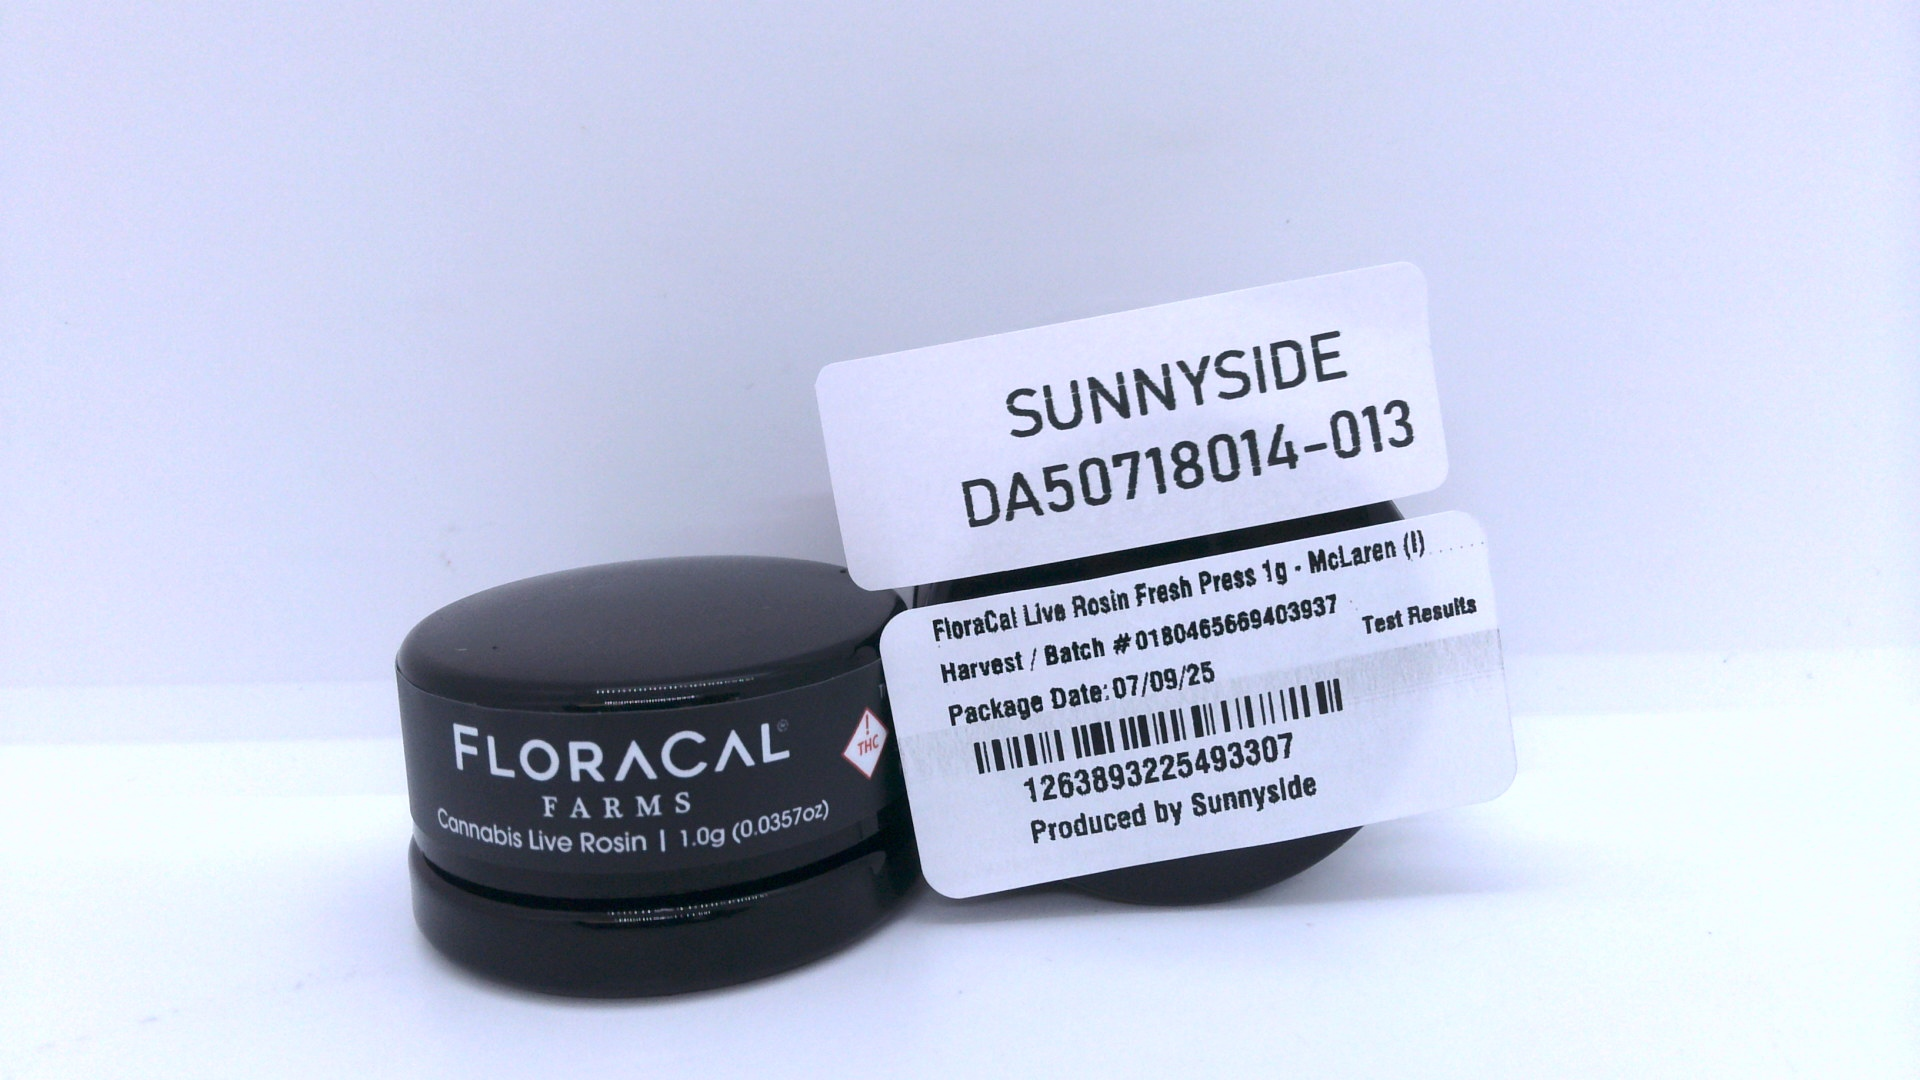 SUNNYSIDE
DA50718014-013
FloraCal Live Rosin Fresh Press 1g - McLaren (I)
Harvest / Batch # 0180465669403937
Test Results
Package Date: 07/09/25
1263893225493307
Produced by Sunnyside
FLORACAL
FARMS
Cannabis Live Rosin | 1.0g (0.0357oz)
!
THC